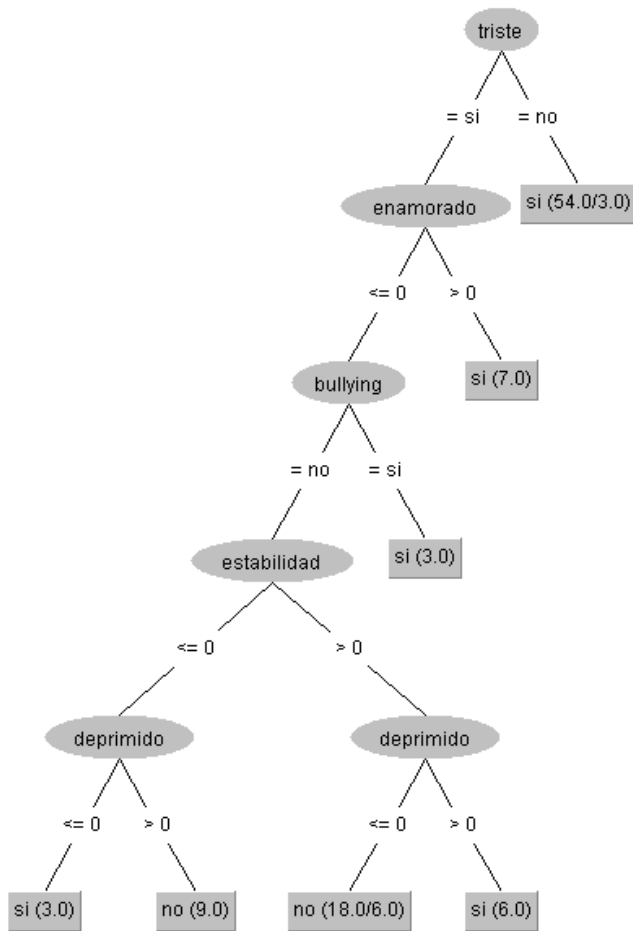 triste
= si = no
enamorado si (54.0/3.0)
<= 0 > 0
bullying si (7.0)
= no = si
estabilidad si (3.0)
<= 0 > 0
deprimido deprimido
<= 0 > 0 <= 0 > 0
si (3.0) no (9.0) no (18.0/6.0) si (6.0)